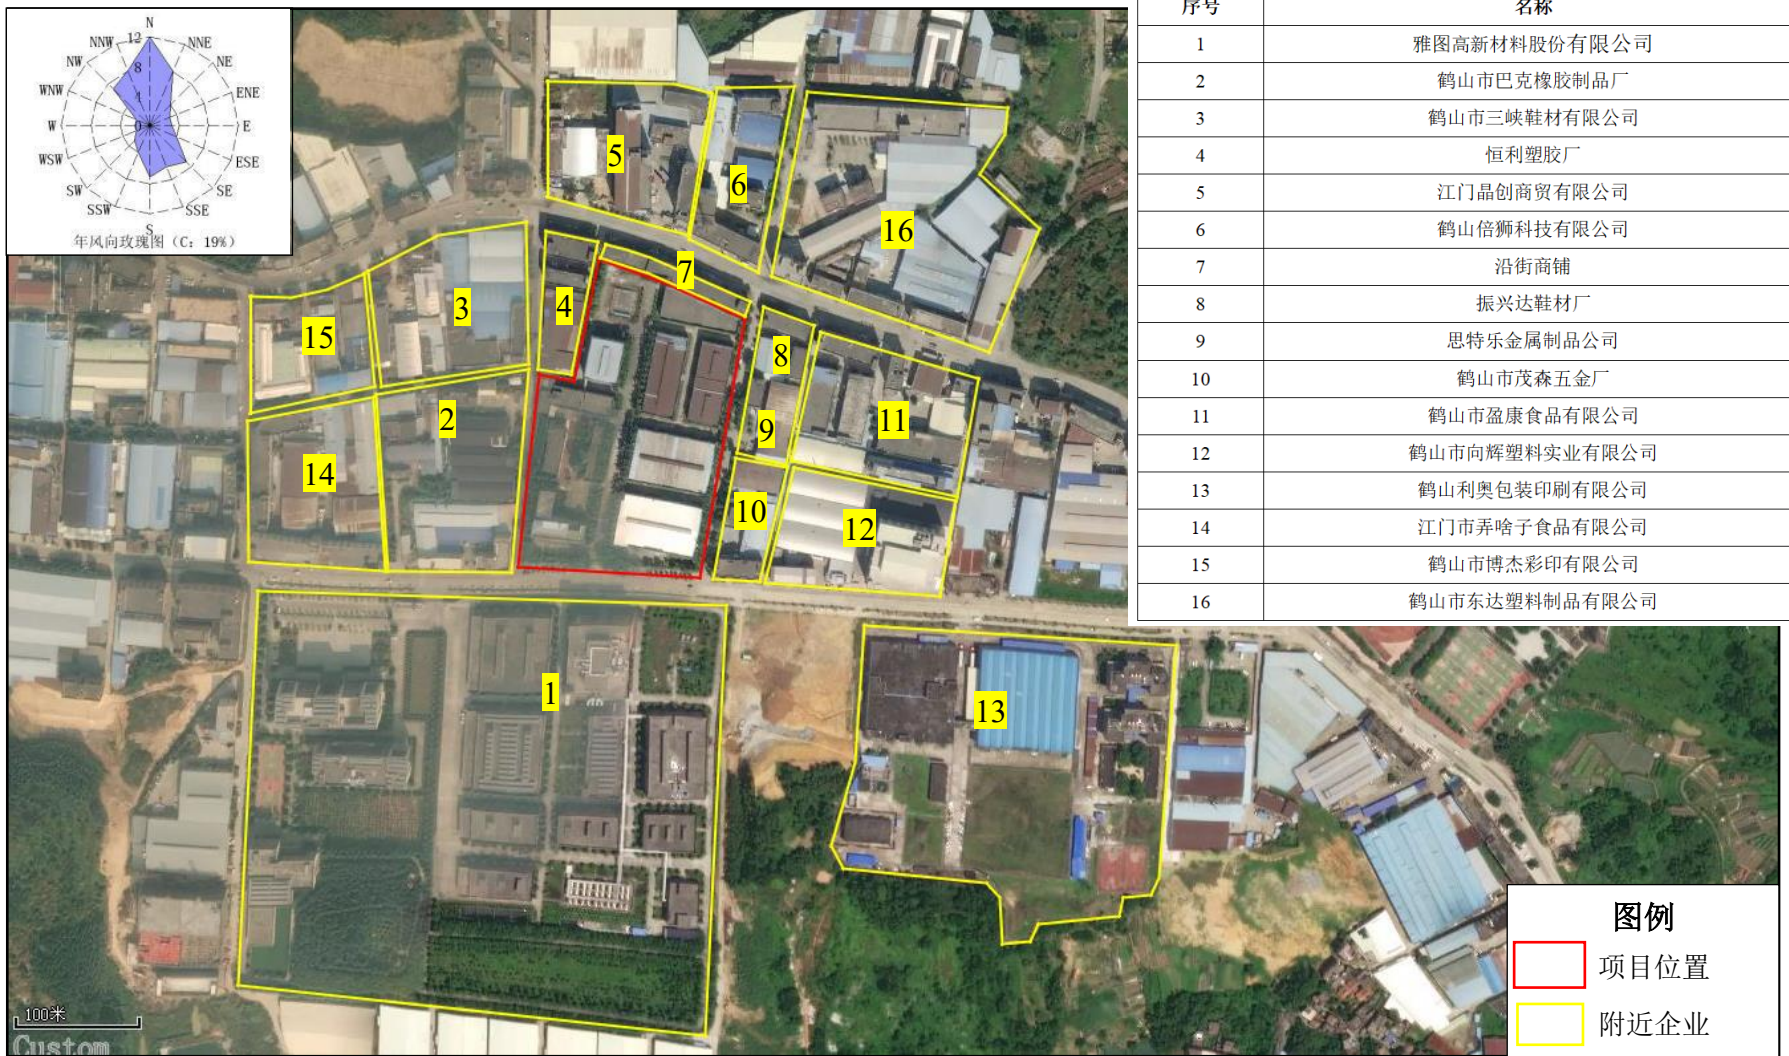 N
NNE
NE
ENE
E
ESE
SE
SSE
S
SSW
SW
WSW
W
WNW
NW
NNW
12
8
4
0
年风向玫瑰图（C：19%）
序号 名称
1 雅图高新材料股份有限公司
2 鹤山市巴克橡胶制品厂
3 鹤山市三峡鞋材有限公司
4 恒利塑胶厂
5 江门晶创商贸有限公司
6 鹤山倍狮科技有限公司
7 沿街商铺
8 振兴达鞋材厂
9 思特乐金属制品公司
10 鹤山市茂森五金厂
11 鹤山市盈康食品有限公司
12 鹤山市向辉塑料实业有限公司
13 鹤山利奥包装印刷有限公司
14 江门市弄啥子食品有限公司
15 鹤山市博杰彩印有限公司
16 鹤山市东达塑料制品有限公司
5
6
16
7
3
4
15
8
2
11
9
14
10
12
1
13
100米
Custom
图例
项目位置
附近企业